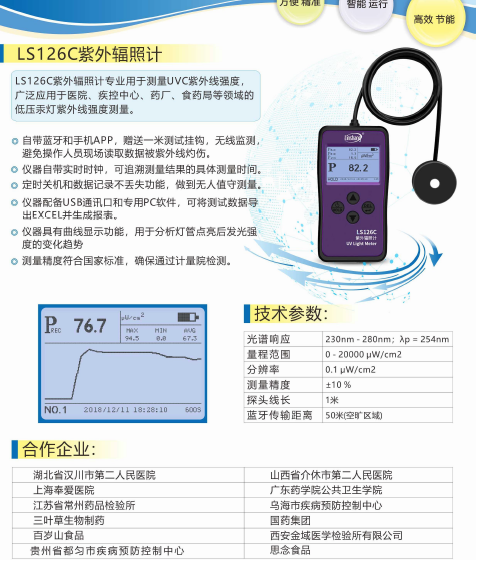 方便 精准
智能 运行
高效 节能
LS126C紫外辐照计
LS126C紫外辐照计专业用于测量UVC紫外线强度，
广泛应用于医院、疾控中心、药厂、食药局等领域的
低压汞灯紫外线强度测量。
自带蓝牙和手机APP，赠送一米测试挂钩，无线监测，
避免操作人员现场读取数据被紫外线灼伤。
仪器自带实时时钟，可追溯测量结果的具体测量时间。
定时关机和数据记录不丢失功能，做到无人值守测量。
仪器配备USB通讯口和专用PC软件，可将测试数据导
出EXCEL并生成报表。
仪器具有曲线显示功能，用于分析灯管点亮后发光强
度的变化趋势
测量精度符合国家标准，确保通过计量院检测。
linshang
P 82.2
LS126C
紫外辐照计
UV Light Meter
PREC 76.7 μW/cm²
MAX MIN AVG
94.5 0.0 67.3
NO.1 2018/12/11 18:28:10 600S
技术参数：
光谱响应 230nm - 280nm；λp = 254nm
量程范围 0 - 20000 μW/cm2
分辨率 0.1 μW/cm2
测量精度 ±10 %
探头线长 1米
蓝牙传输距离 50米(空旷区域)
合作企业：
湖北省汉川市第二人民医院 山西省介休市第二人民医院
上海奉爱医院 广东药学院公共卫生学院
江苏省常州药品检验所 乌海市疾病预防控制中心
三叶草生物制药 国药集团
百岁山食品 西安金域医学检验所有限公司
贵州省都匀市疾病预防控制中心 思念食品